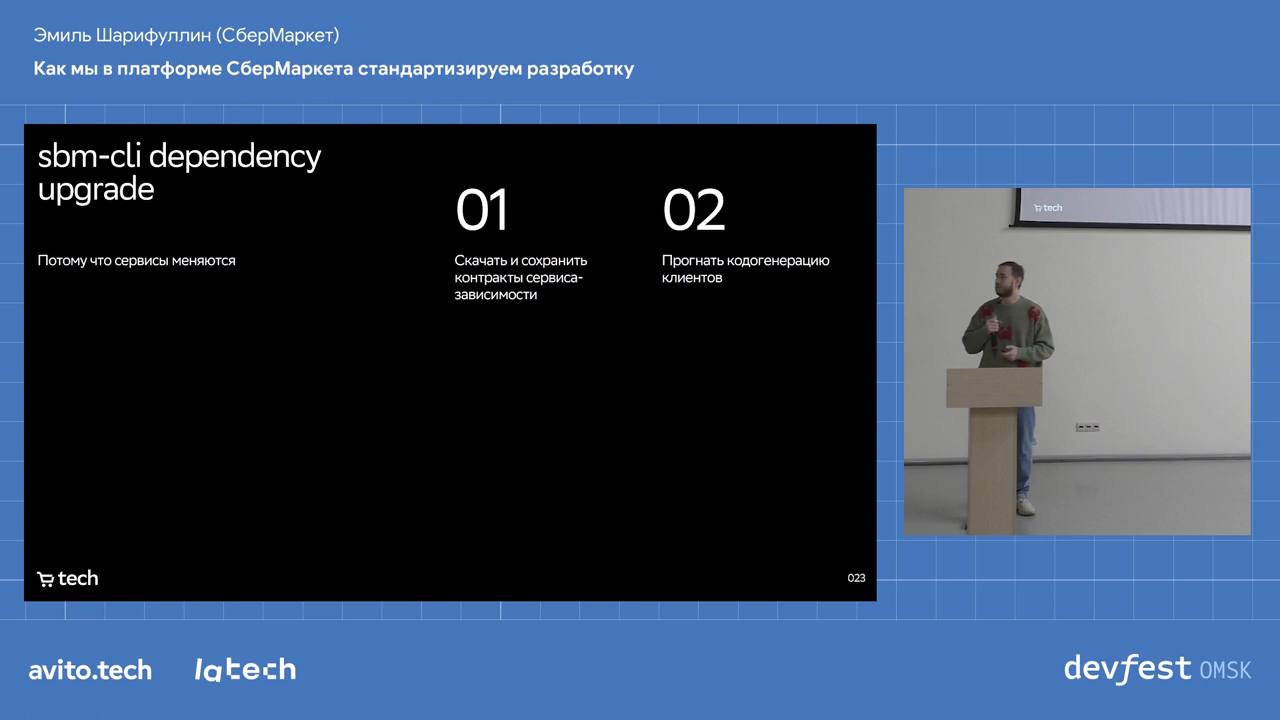 Эмиль Шарифуллин (СберМаркет)
Как мы в платформе СберМаркета стандартизируем разработку
sbm-cli dependency
upgrade
Потому что сервисы меняются
01
Скачать и сохранить
контракты сервиса-
зависимости
02
Прогнать кодогенерацию
клиентов
tech
023
tech
avito.tech
latech
devfest OMSK